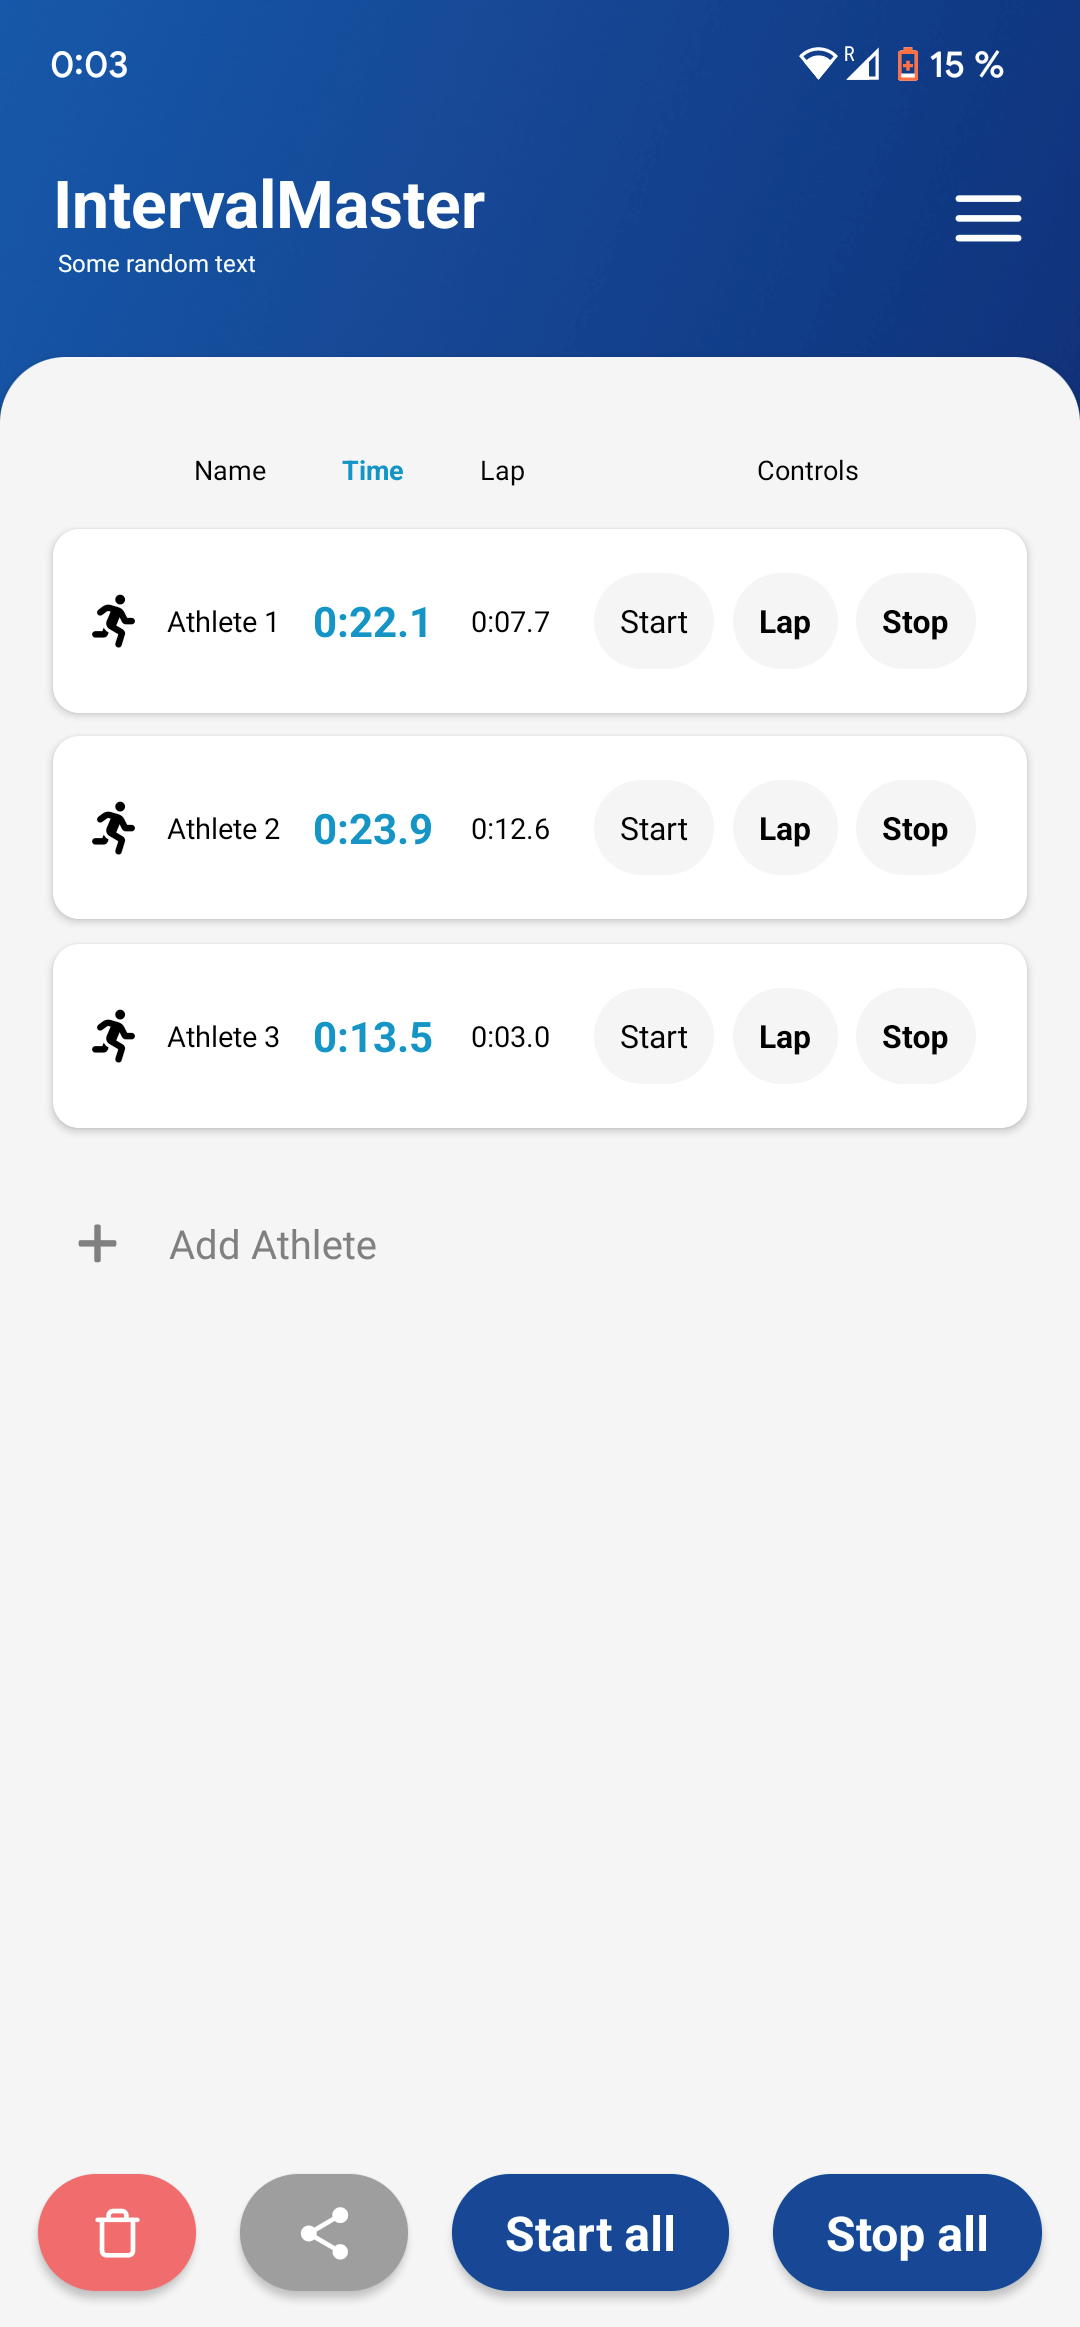 0:03 R 15 %
IntervalMaster
Some random text
Name Time Lap Controls
Athlete 1 0:22.1 0:07.7 Start Lap Stop
Athlete 2 0:23.9 0:12.6 Start Lap Stop
Athlete 3 0:13.5 0:03.0 Start Lap Stop
Add Athlete
Start all Stop all